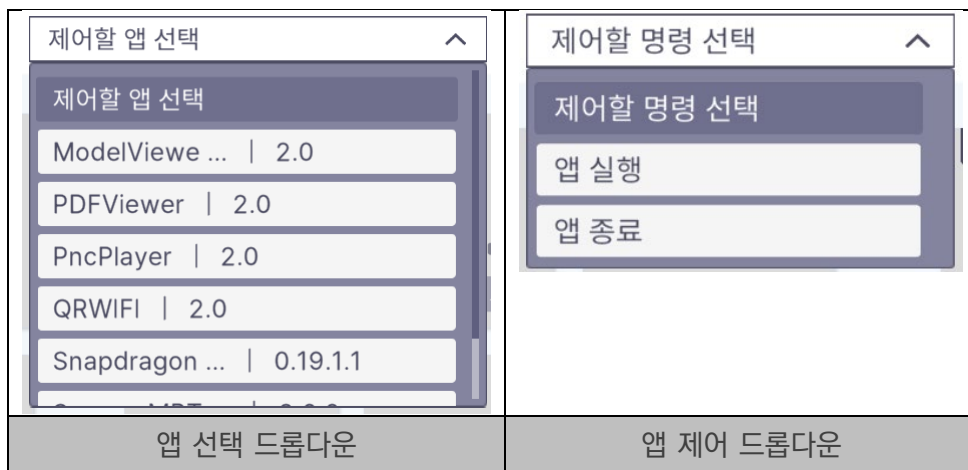 제어할 앱 선택
제어할 앱 선택
ModelViewe ... | 2.0
PDFViewer | 2.0
PncPlayer | 2.0
QRWIFI | 2.0
Snapdragon ... | 0.19.1.1
앱 선택 드롭다운
제어할 명령 선택
제어할 명령 선택
앱 실행
앱 종료
앱 제어 드롭다운